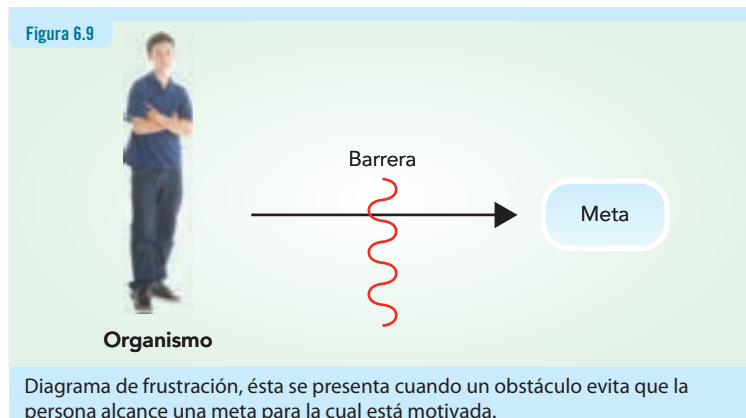 Figura 6.9
Barrera
Meta
Organismo
Diagrama de frustración, ésta se presenta cuando un obstáculo evita que la
persona alcance una meta para la cual está motivada.